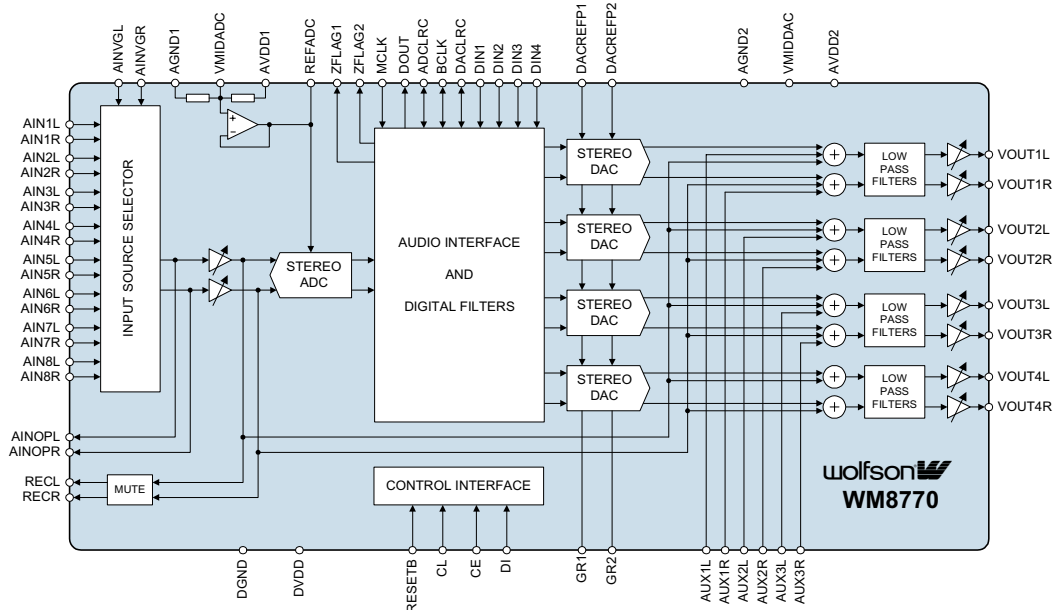 AINVGL
AINVGR
AGND1
VMIDADC
AVDD1
REFADC
ZFLAG1
ZFLAG2
MCLK
DOUT
ADCLRC
BCLK
DACLRC
DIN1
DIN2
DIN3
DIN4
DACREFP1
DACREFP2
AGND2
VMIDDAC
AVDD2
AIN1L
AIN1R
AIN2L
AIN2R
AIN3L
AIN3R
AIN4L
AIN4R
AIN5L
AIN5R
AIN6L
AIN6R
AIN7L
AIN7R
AIN8L
AIN8R
AINOPL
AINOPR
RECL
RECR
INPUT SOURCE SELECTOR
+
−
STEREO
ADC
MUTE
AUDIO INTERFACE
AND
DIGITAL FILTERS
CONTROL INTERFACE
STEREO
DAC
STEREO
DAC
STEREO
DAC
STEREO
DAC
+
+
+
+
+
+
+
+
LOW
PASS
FILTERS
LOW
PASS
FILTERS
LOW
PASS
FILTERS
LOW
PASS
FILTERS
VOUT1L
VOUT1R
VOUT2L
VOUT2R
VOUT3L
VOUT3R
VOUT4L
VOUT4R
wolfson
WM8770
DGND
DVDD
RESETB
CL
CE
DI
GR1
GR2
AUX1L
AUX1R
AUX2L
AUX2R
AUX3L
AUX3R